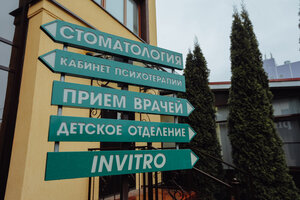 СТОМАТОЛОГИЯ
КАБИНЕТ ПСИХОТЕРАПИИ
ПРИЕМ ВРАЧЕЙ
ДЕТСКОЕ ОТДЕЛЕНИЕ
INVITRO